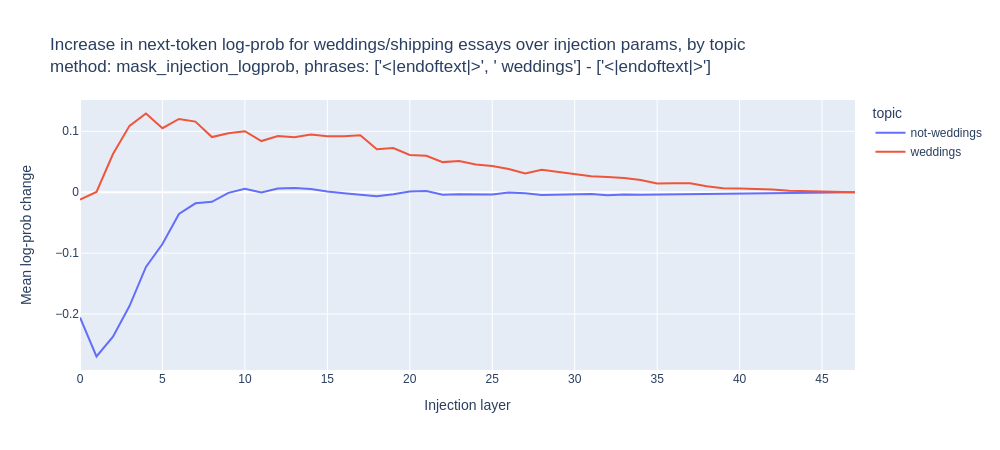 Increase in next-token log-prob for weddings/shipping essays over injection params, by topic
method: mask_injection_logprob, phrases: ['<|endoftext|>', ' weddings'] - ['<|endoftext|>']
topic
not-weddings
weddings
Mean log-prob change
0.1
0
−0.1
−0.2
0 5 10 15 20 25 30 35 40 45
Injection layer